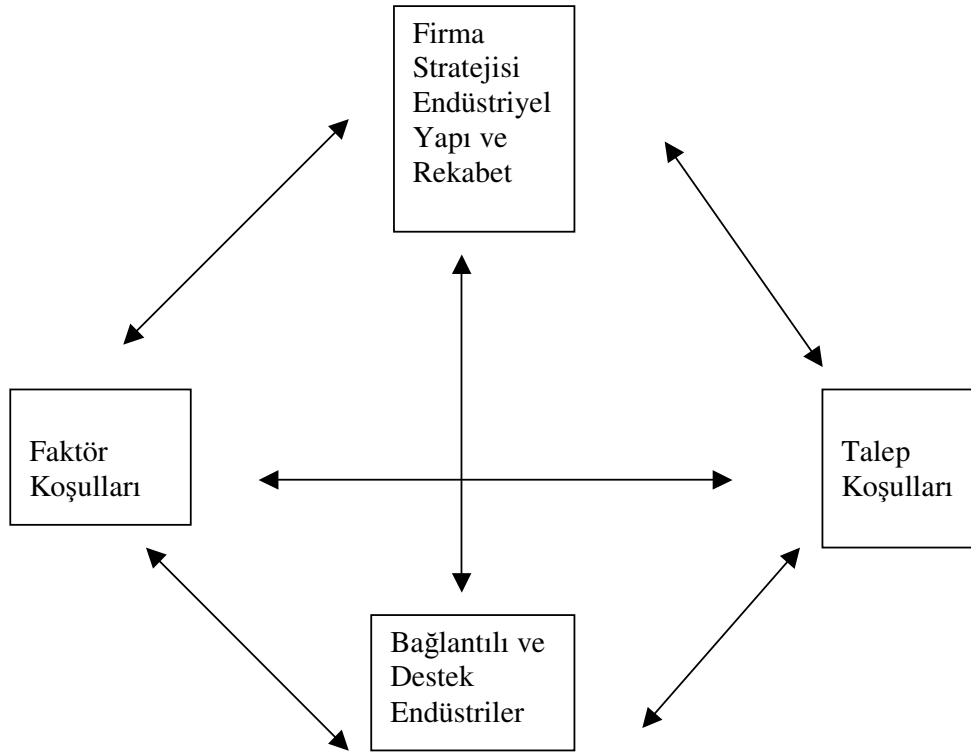 Firma
Stratejisi
Endüstriyel
Yapı ve
Rekabet
Faktör
Koşulları
Talep
Koşulları
Bağlantılı ve
Destek
Endüstriler